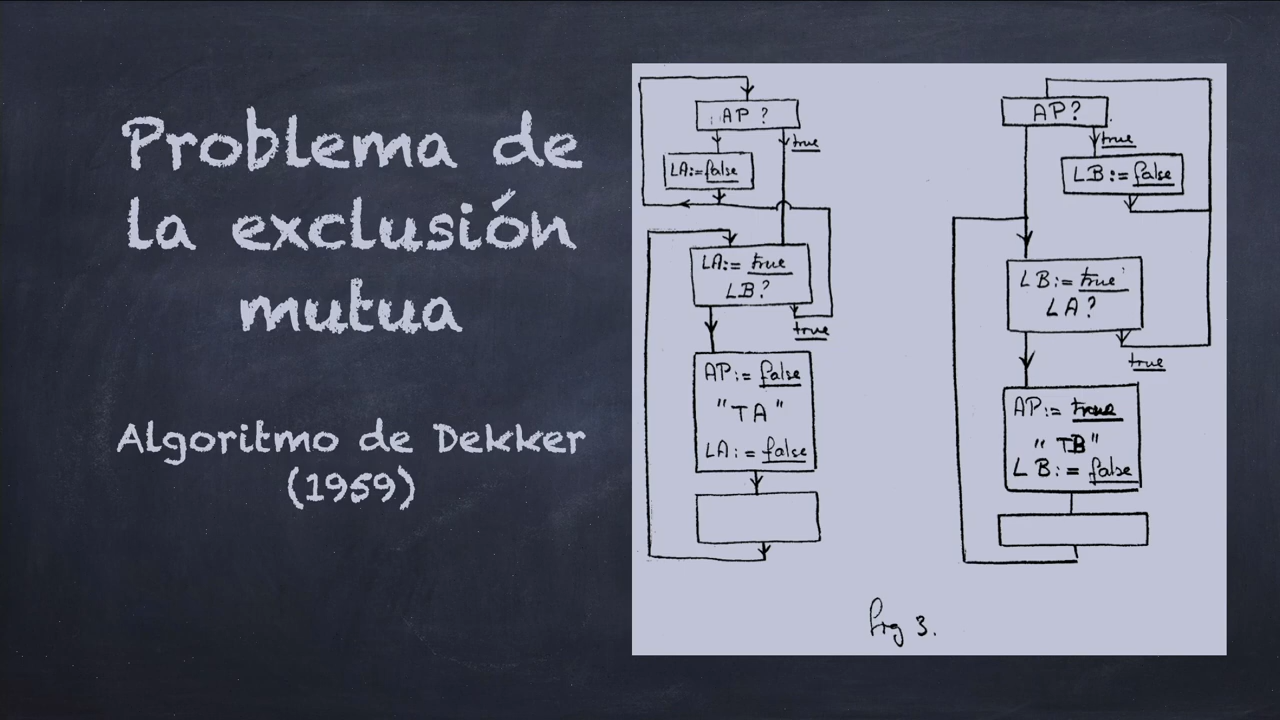 Problema de
la exclusión
mutua
Algoritmo de Dekker
(1959)
AP ?
true
LA:=false
LA:= true
LB?
true
AP:= false
"TA"
LA:= false
AP?
true
LB:= false
LB:= true
LA?
true
AP:= true
"TB"
LB:= false
3.